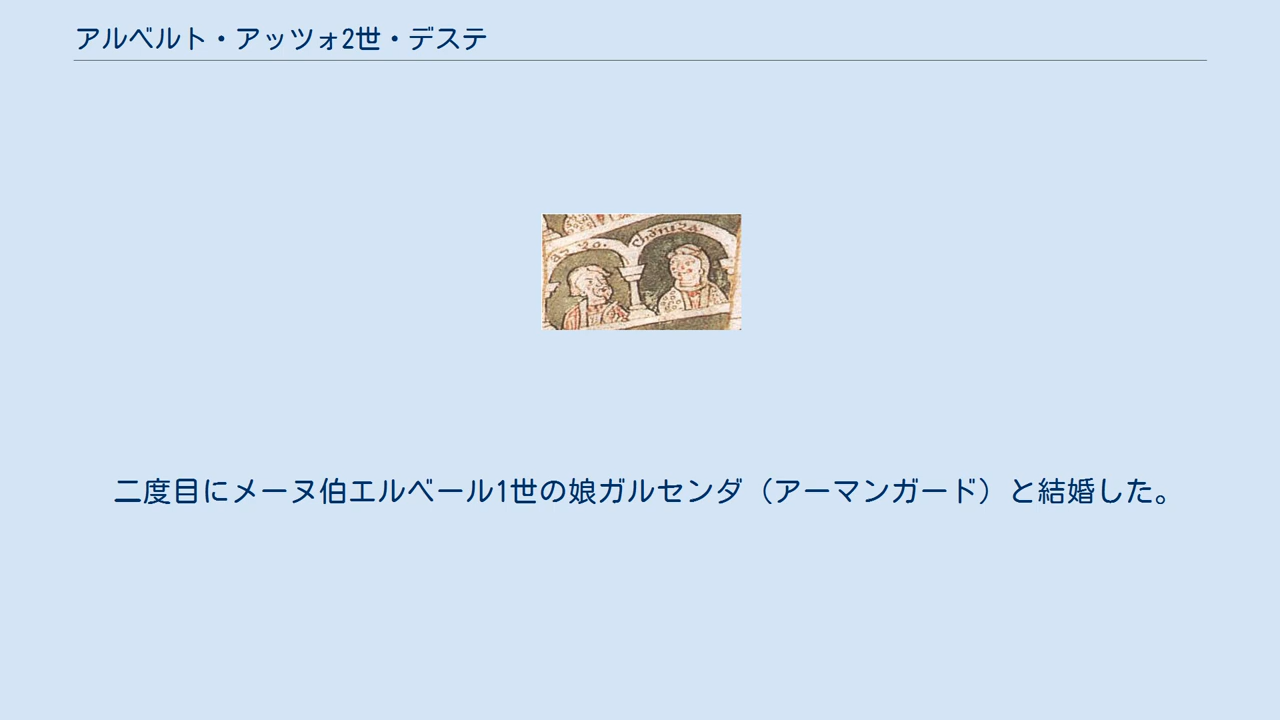 アルベルト・アッツォ2世・デステ
azzo.
二度目にメーヌ伯エルベール1世の娘ガルセンダ（アーマンガード）と結婚した。